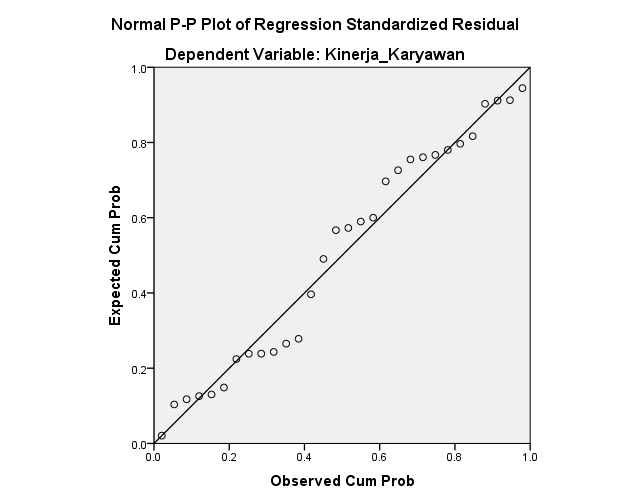 Normal P-P Plot of Regression Standardized Residual
Dependent Variable: Kinerja_Karyawan
Expected Cum Prob
1.0
0.8
0.6
0.4
0.2
0.0
0.0 0.2 0.4 0.6 0.8 1.0
Observed Cum Prob